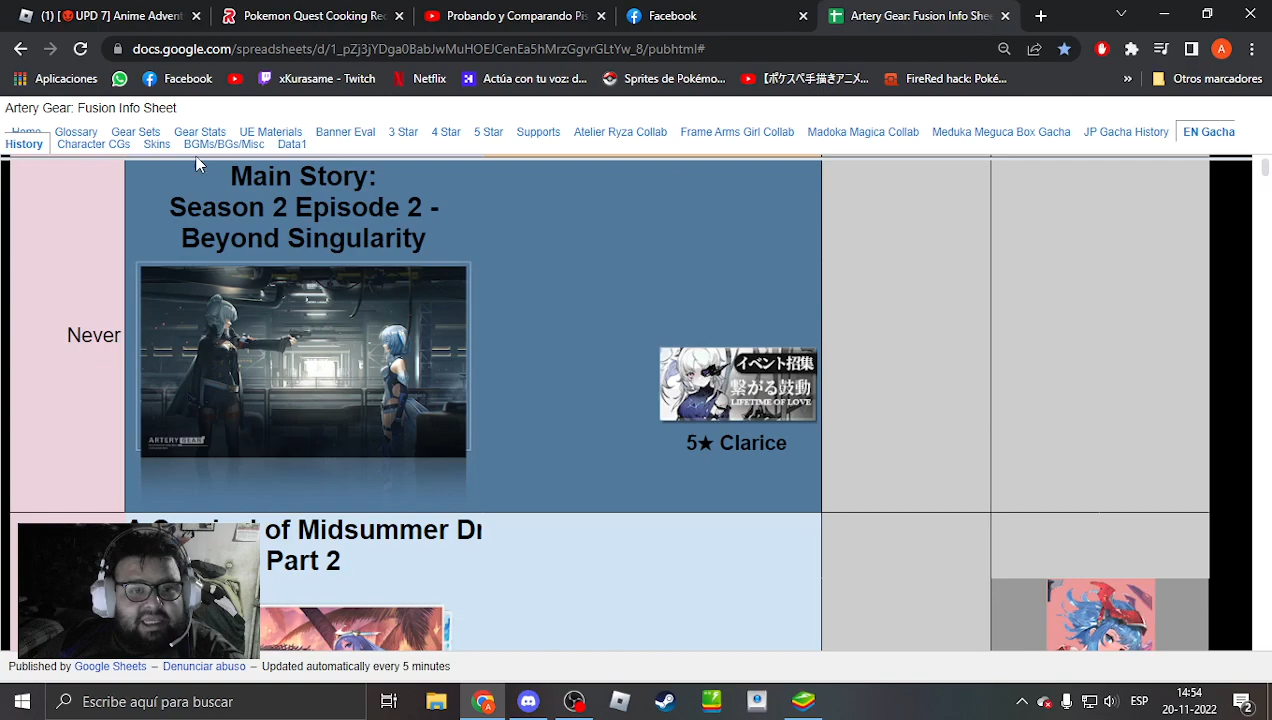 (1) [😡 UPD 7] Anime Advent
Pokemon Quest Cooking Rec
Probando y Comparando Pis
Facebook
Artery Gear: Fusion Info Shee
docs.google.com/spreadsheets/d/1_pZj3jYDga0BabJwMuHOEJCenEa5hMrzGgvrGLtYw_8/pubhtml#
Aplicaciones
Facebook
xKurasame - Twitch
Netflix
Actúa con tu voz: d...
Sprites de Pokémo...
【ポケスペ手描きアニメ...
FireRed hack: Poké...
»
Otros marcadores
Artery Gear: Fusion Info Sheet
Home Glossary Gear Sets Gear Stats UE Materials Banner Eval 3 Star 4 Star 5 Star Supports Atelier Ryza Collab Frame Arms Girl Collab Madoka Magica Collab Meduka Meguca Box Gacha JP Gacha History EN Gacha
History Character CGs Skins BGMs/BGs/Misc Data1
Main Story:
Season 2 Episode 2 -
Beyond Singularity
Never
ARTERY GEAR
イベント招集
繋がる鼓動
LIFETIME OF LOVE
5★ Clarice
of Midsummer Dr
Part 2
Published by Google Sheets – Denunciar abuso – Updated automatically every 5 minutes
Escribe aquí para buscar
ESP
14:54
20-11-2022
2